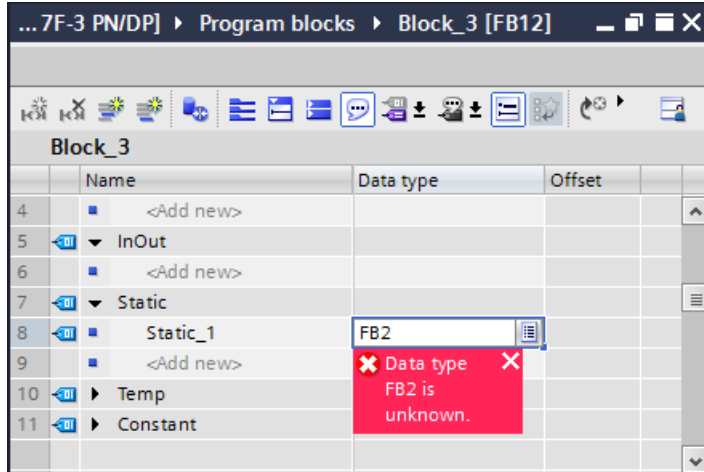 ...7F-3 PN/DP] Program blocks Block_3 [FB12]
Block_3
Name Data type Offset
4 <Add new>
5 InOut
6 <Add new>
7 Static
8 Static_1 FB2
9 <Add new> Data type
10 Temp FB2 is
11 Constant unknown.